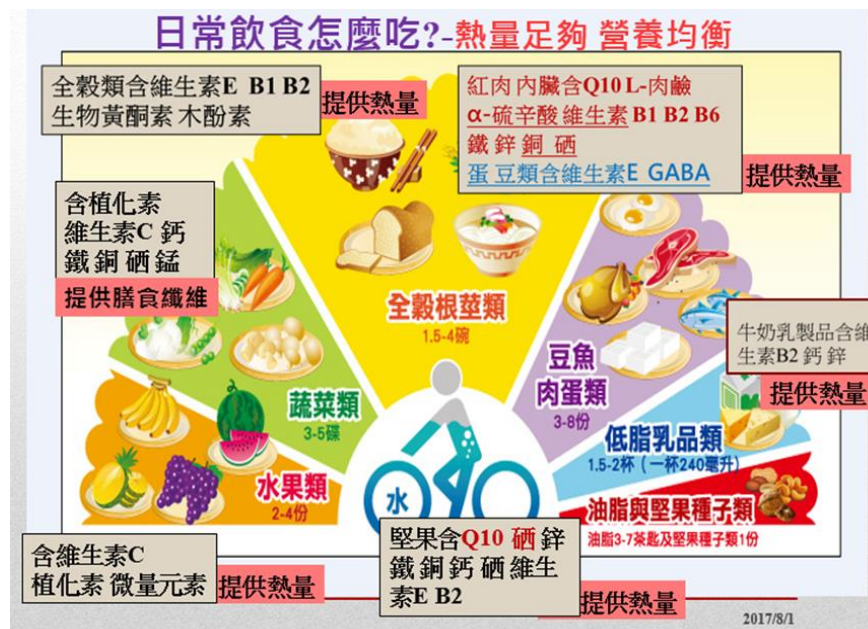 日常飲食怎麼吃?-熱量足夠 營養均衡
全穀類含維生素E B1 B2
生物黃酮素 木酚素
提供熱量
紅肉 內臟含Q10 L-肉鹼
α-硫辛酸 維生素 B1 B2 B6
鐵 鋅 銅 硒
蛋 豆類含維生素E GABA
提供熱量
含植化素
維生素C 鈣
鐵 銅 硒 錳
提供膳食纖維
全穀根莖類
1.5-4碗
豆魚
肉蛋類
3-8份
牛奶乳製品含維
生素B2 鈣 鋅
提供熱量
蔬菜類
3-5碟
低脂乳品類
1.5-2杯（一杯240毫升）
水果類
2-4份
水
油脂與堅果種子類
油脂3-7茶匙及堅果種子類1份
含維生素C
植化素 微量元素
提供熱量
堅果含Q10 硒 鋅
鐵 銅 鈣 硒 維生
素E B2
提供熱量
2017/8/1